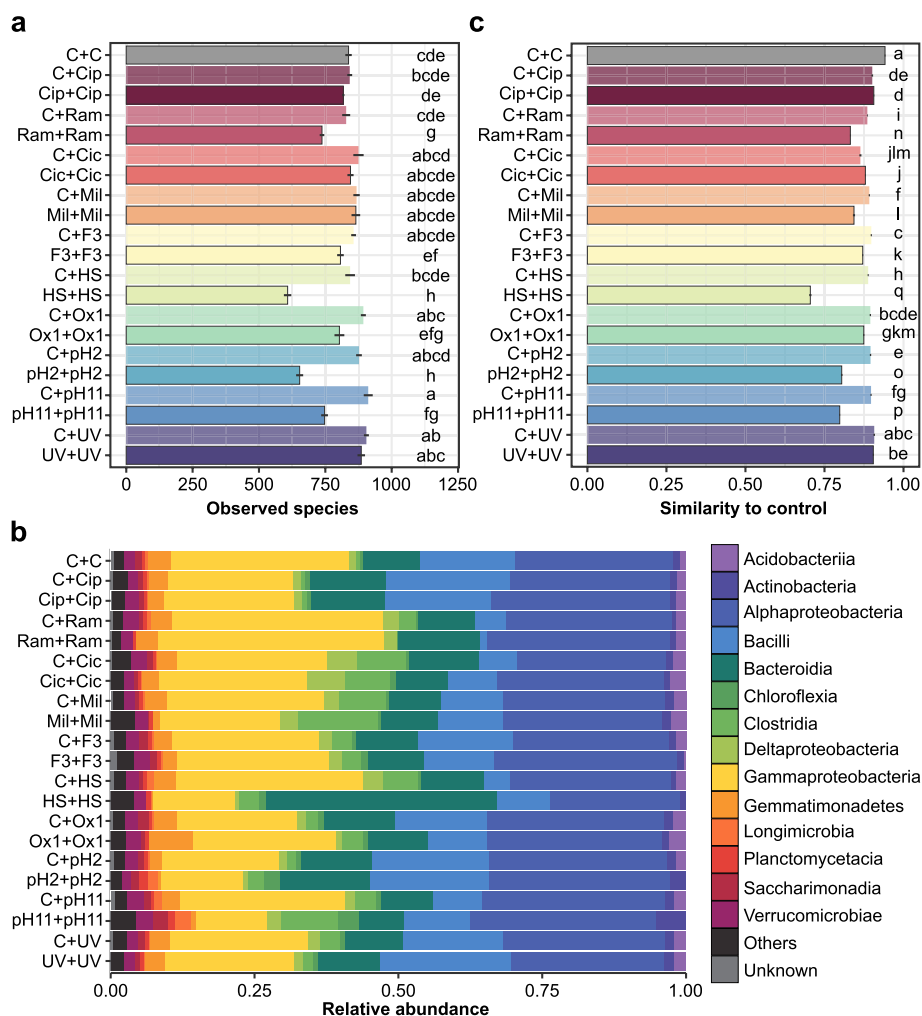 a
C+C cde
C+Cip bcde
Cip+Cip de
C+Ram cde
Ram+Ram g
C+Cic abcd
Cic+Cic abcde
C+Mil abcde
Mil+Mil abcde
C+F3 abcde
F3+F3 ef
C+HS bcde
HS+HS h
C+Ox1 abc
Ox1+Ox1 efg
C+pH2 abcd
pH2+pH2 h
C+pH11 a
pH11+pH11 fg
C+UV ab
UV+UV abc
0 250 500 750 1000 1250
Observed species
c
C+C a
C+Cip de
Cip+Cip d
C+Ram i
Ram+Ram n
C+Cic jlm
Cic+Cic j
C+Mil f
Mil+Mil l
C+F3 c
F3+F3 k
C+HS h
HS+HS q
C+Ox1 bcde
Ox1+Ox1 gkm
C+pH2 e
pH2+pH2 o
C+pH11 fg
pH11+pH11 p
C+UV abc
UV+UV be
0.00 0.25 0.50 0.75 1.00
Similarity to control
b
C+C
C+Cip
Cip+Cip
C+Ram
Ram+Ram
C+Cic
Cic+Cic
C+Mil
Mil+Mil
C+F3
F3+F3
C+HS
HS+HS
C+Ox1
Ox1+Ox1
C+pH2
pH2+pH2
C+pH11
pH11+pH11
C+UV
UV+UV
0.00 0.25 0.50 0.75 1.00
Relative abundance
Acidobacteriia
Actinobacteria
Alphaproteobacteria
Bacilli
Bacteroidia
Chloroflexia
Clostridia
Deltaproteobacteria
Gammaproteobacteria
Gemmatimonadetes
Longimicrobia
Planctomycetacia
Saccharimonadia
Verrucomicrobiae
Others
Unknown